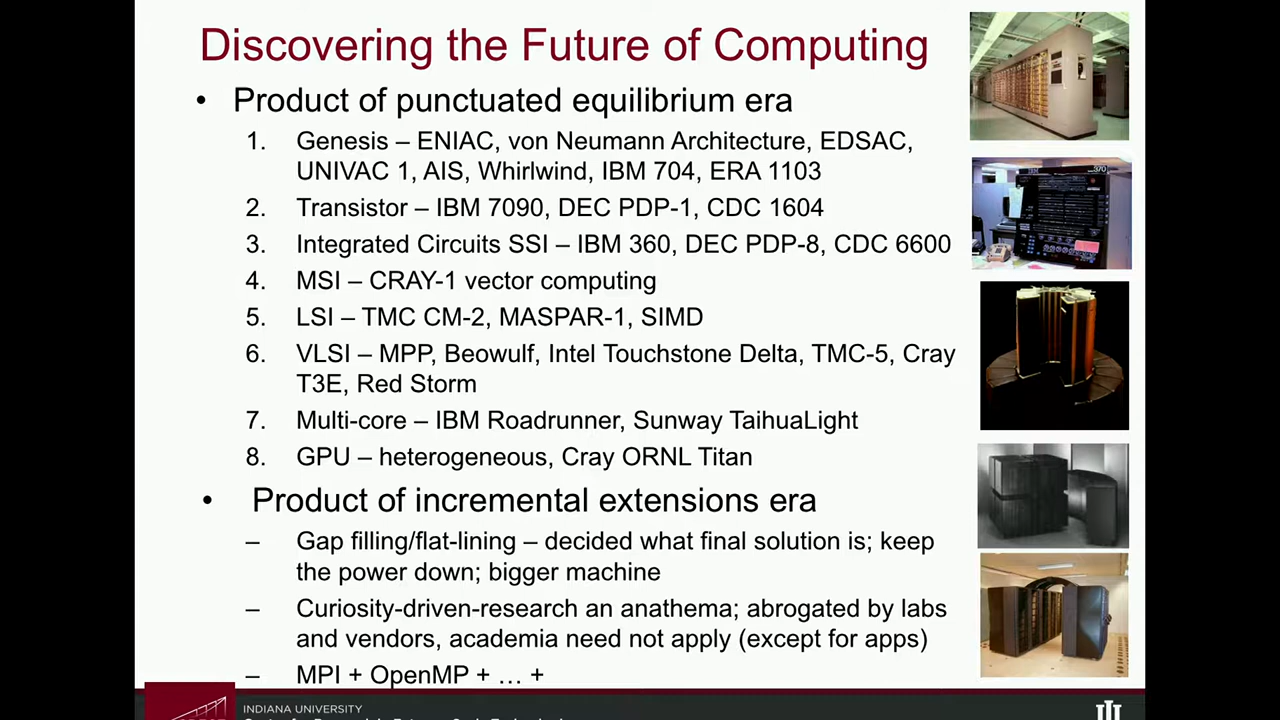 Discovering the Future of Computing
• Product of punctuated equilibrium era
1. Genesis – ENIAC, von Neumann Architecture, EDSAC,
UNIVAC 1, AIS, Whirlwind, IBM 704, ERA 1103
2. Transistor – IBM 7090, DEC PDP-1, CDC 1604
3. Integrated Circuits SSI – IBM 360, DEC PDP-8, CDC 6600
4. MSI – CRAY-1 vector computing
5. LSI – TMC CM-2, MASPAR-1, SIMD
6. VLSI – MPP, Beowulf, Intel Touchstone Delta, TMC-5, Cray
T3E, Red Storm
7. Multi-core – IBM Roadrunner, Sunway TaihuaLight
8. GPU – heterogeneous, Cray ORNL Titan
• Product of incremental extensions era
– Gap filling/flat-lining – decided what final solution is; keep
the power down; bigger machine
– Curiosity-driven-research an anathema; abrogated by labs
and vendors, academia need not apply (except for apps)
– MPI + OpenMP + … +
INDIANA UNIVERSITY
370